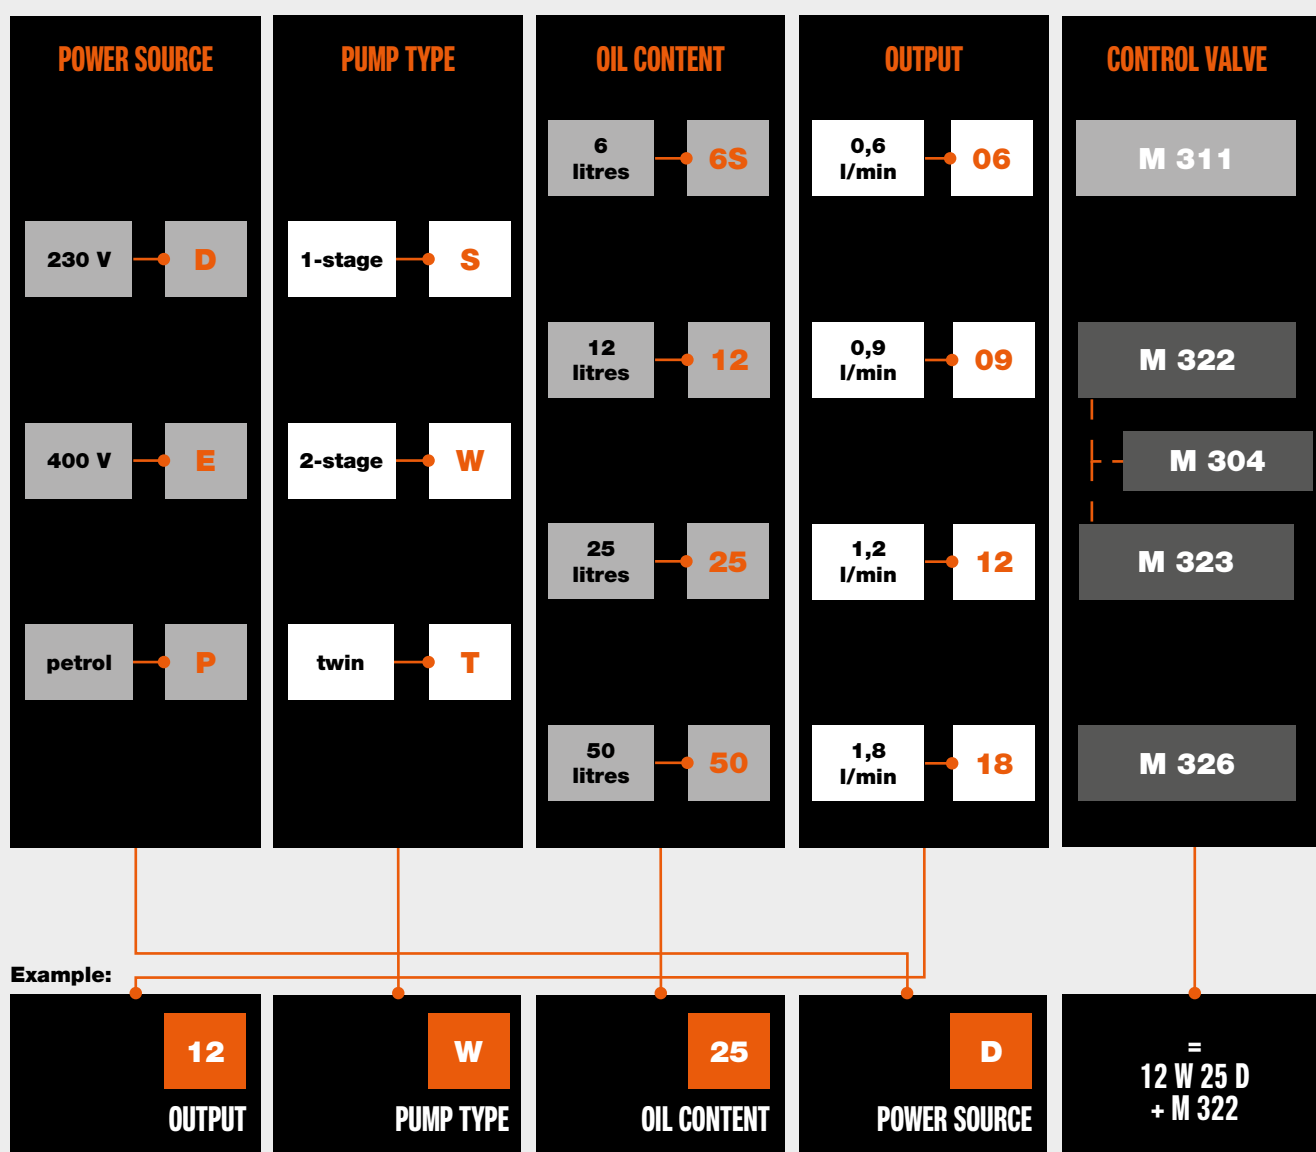 POWER SOURCE
230 V
D
400 V
E
petrol
P
PUMP TYPE
1-stage
S
2-stage
W
twin
T
OIL CONTENT
6
litres
6S
12
litres
12
25
litres
25
50
litres
50
OUTPUT
0,6
l/min
06
0,9
l/min
09
1,2
l/min
12
1,8
l/min
18
CONTROL VALVE
M 311
M 322
M 304
M 323
M 326
Example:
12
OUTPUT
W
PUMP TYPE
25
OIL CONTENT
D
POWER SOURCE
=
12 W 25 D
+ M 322